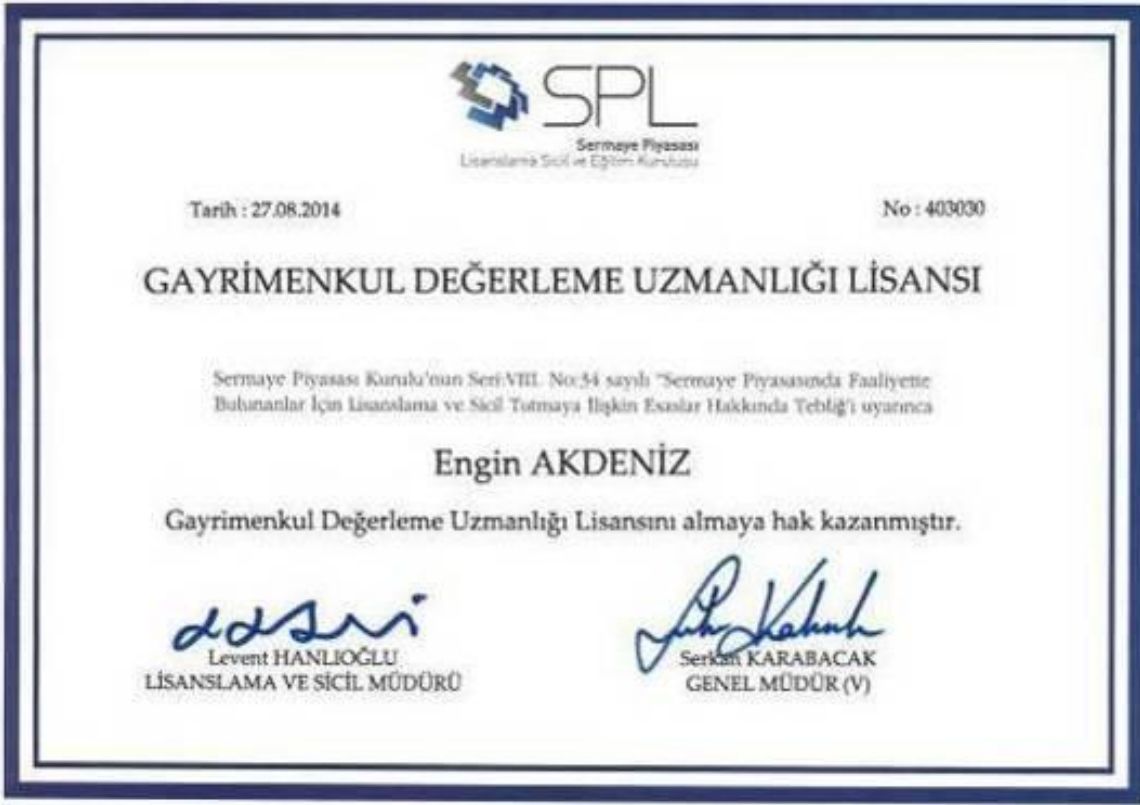 SPL
Sermaye Piyasası
Lisanslama Sicil ve Eğitim Kuruluşu
Tarih : 27.08.2014
No : 403030
GAYRİMENKUL DEĞERLEME UZMANLIĞI LİSANSI
Sermaye Piyasası Kurulu'nun Seri:VIII, No:34 sayılı "Sermaye Piyasasında Faaliyette
Bulunanlar İçin Lisanslama ve Sicil Tutmaya İlişkin Esaslar Hakkında Tebliğ'i uyarınca
Engin AKDENİZ
Gayrimenkul Değerleme Uzmanlığı Lisansını almaya hak kazanmıştır.
Levent HANLIOĞLU
LİSANSLAMA VE SİCİL MÜDÜRÜ
Serkan KARABACAK
GENEL MÜDÜR (V)